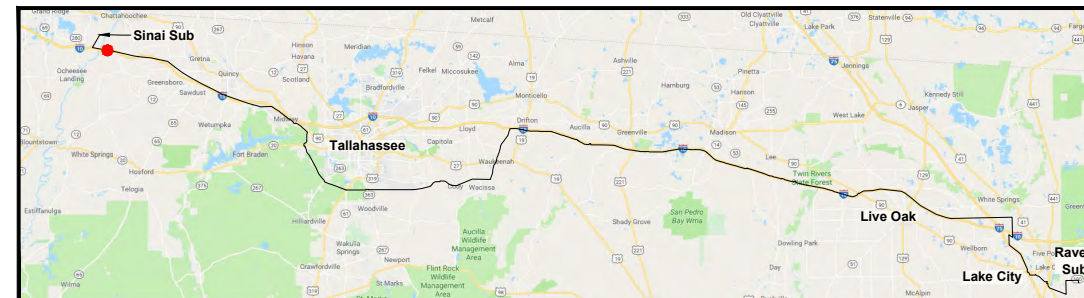 Grand Ridge
Chattahoochee
Metcalf
Old Clyattville
Clyattville
Lake Park
Statenville
Sinai Sub
Ocheesee
Landing
Gretna
Hinson
Havana
Meridian
Alma
Ashville
Pinetta
Jennings
Greensboro
Quincy
Scotland
Felkel
Miccosukee
Hamburg
Hanson
Sawdust
Bradfordville
Monticello
Kennedy Still
Wetumpka
Midway
Lloyd
Drifton
Aucilla
Greenville
Madison
West Lake
Jasper
Blountstown
White Springs
Fort Braden
Tallahassee
Capitola
Waukeenah
Lee
Hosford
Telogia
Cody
Wacissa
Twin Rivers
State Forest
Woodville
Estiffanulga
Hilliardville
Shady Grove
San Pedro
Bay Wma
Live Oak
White Springs
Aucilla
Wildlife
Management
Area
Dowling Park
Wellborn
Five Po
Rave
Sub
Wakulla
Springs
Crawfordville
Newport
Flint Rock
Wildlife
Management
Area
St Marks
Day
Lake City
Lake C
Wilma
McAlpin